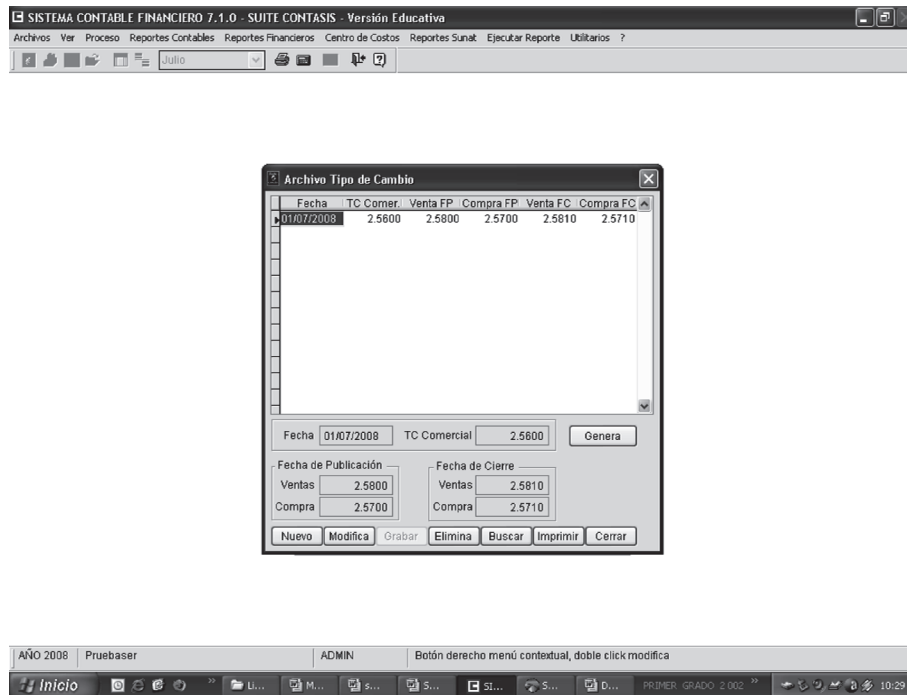 SISTEMA CONTABLE FINANCIERO 7.1.0 - SUITE CONTASIS - Versión Educativa
Archivos Ver Proceso Reportes Contables Reportes Financieros Centro de Costos Reportes Sunat Ejecutar Reporte Utilitarios ?
Julio
Archivo Tipo de Cambio
Fecha TC Comer. Venta FP Compra FP Venta FC Compra FC
01/07/2008 2.5600 2.5800 2.5700 2.5810 2.5710
Fecha 01/07/2008 TC Comercial 2.5600 Genera
Fecha de Publicación Fecha de Cierre
Ventas 2.5800 Ventas 2.5810
Compra 2.5700 Compra 2.5710
Nuevo Modifica Grabar Elimina Buscar Imprimir Cerrar
AÑO 2008 Pruebaser ADMIN Botón derecho menú contextual, doble click modifica
Inicio » Li... M... s... S... SI... S... D... PRIMER GRADO 2 002 » 10:29